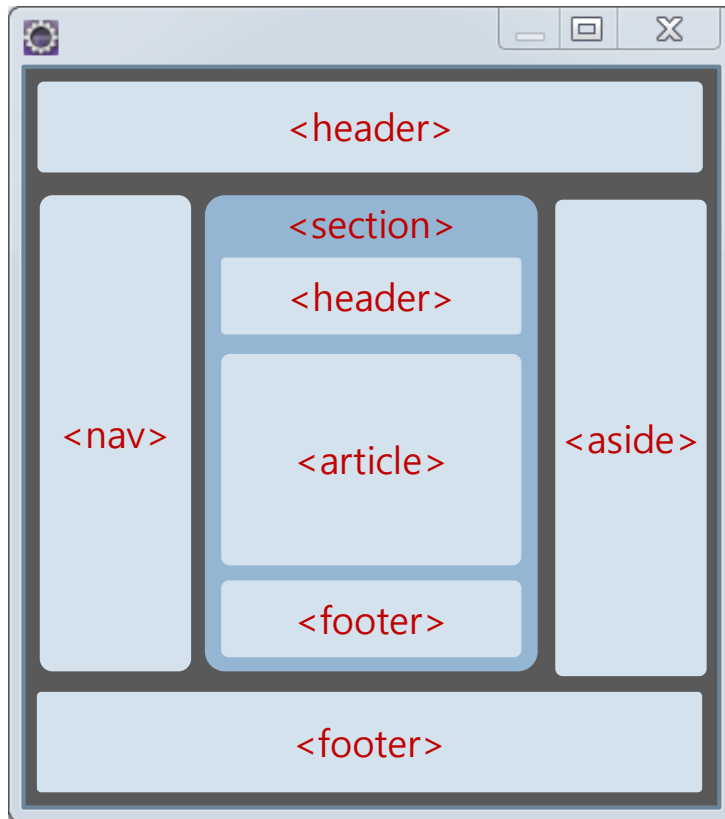 <header>
<nav>
<section>
<header>
<article>
<footer>
<aside>
<footer>